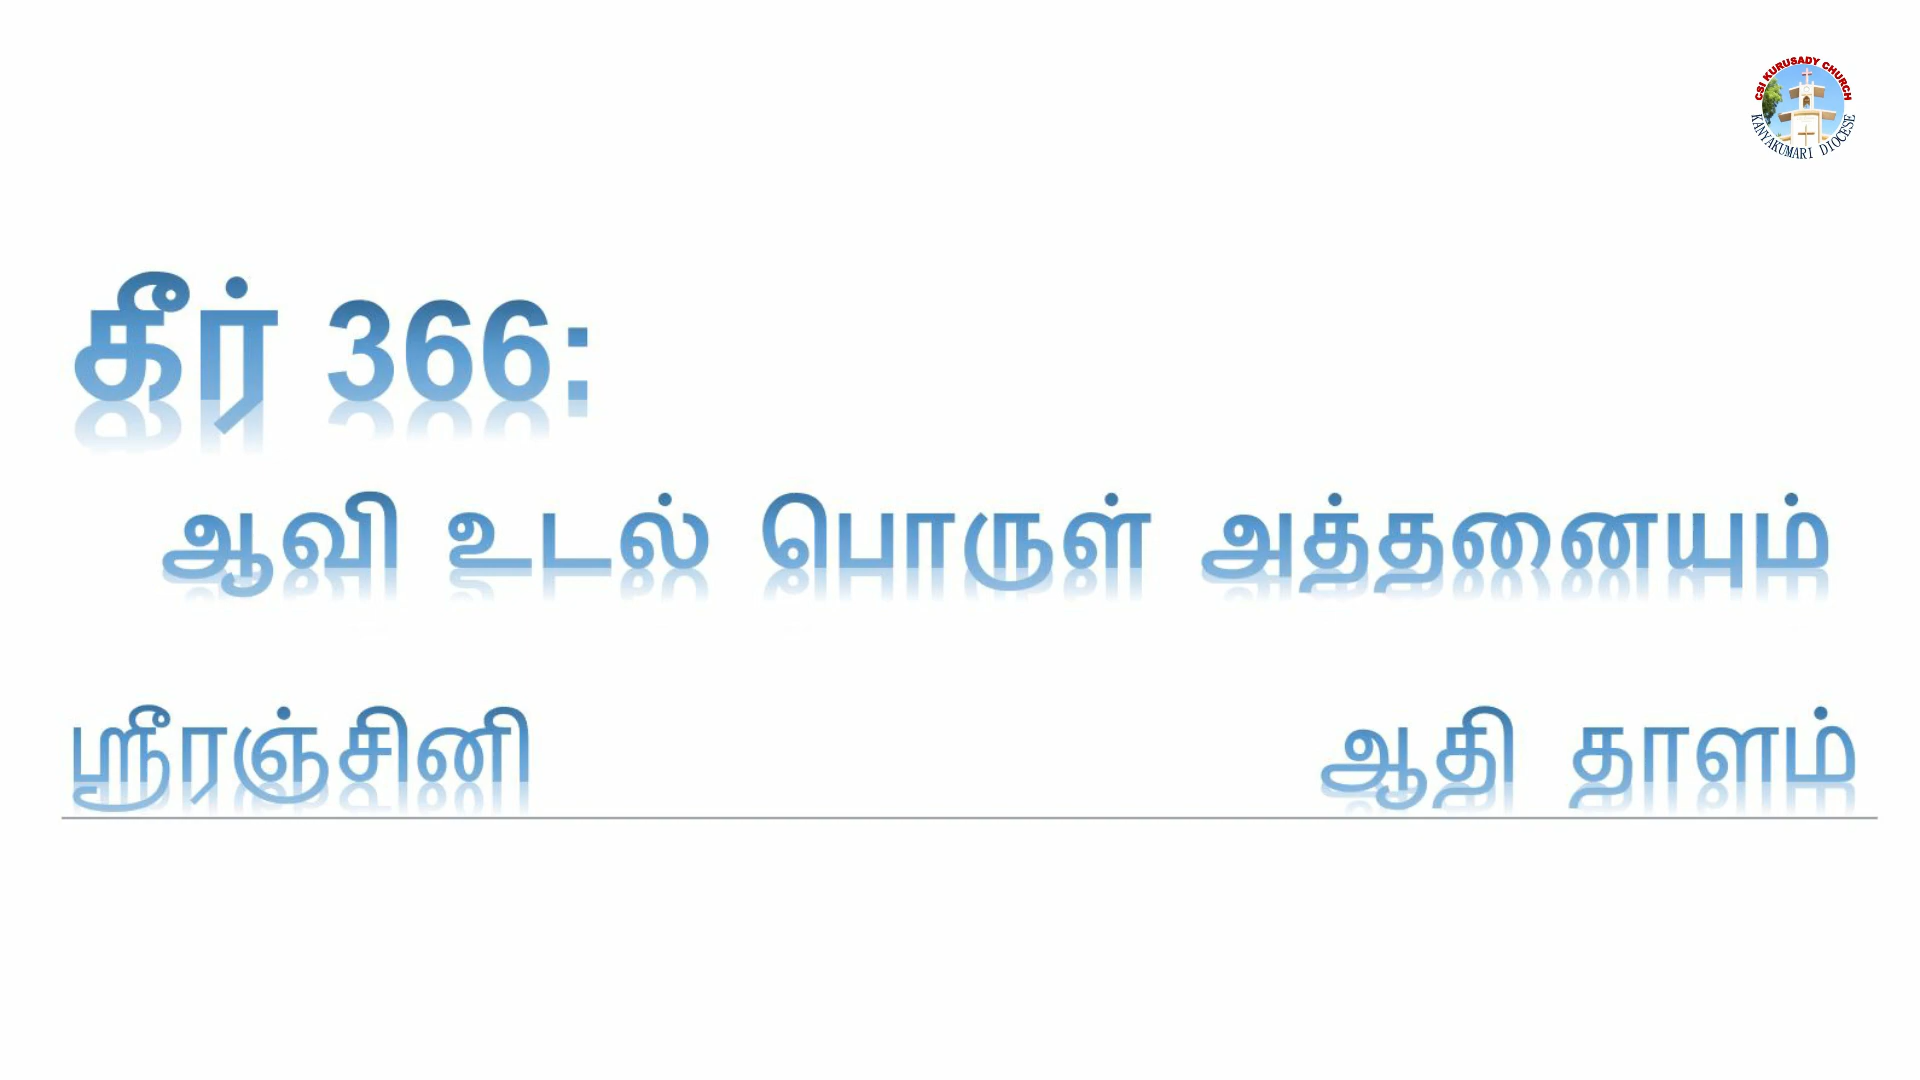 CSI KURUSADY CHURCH
KANYAKUMARI DIOCESE
கீர் 366:
ஆவி உடல் பொருள் அத்தனையும்
ஸ்ரீரஞ்சினி ஆதி தாளம்